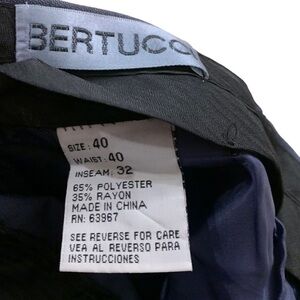 BERTUCC
SIZE: 40
WAIST: 40
INSEAM: 32
65% POLYESTER
35% RAYON
MADE IN CHINA
RN: 63967
SEE REVERSE FOR CARE
VEA AL REVERSO PARA
INSTRUCCIONES